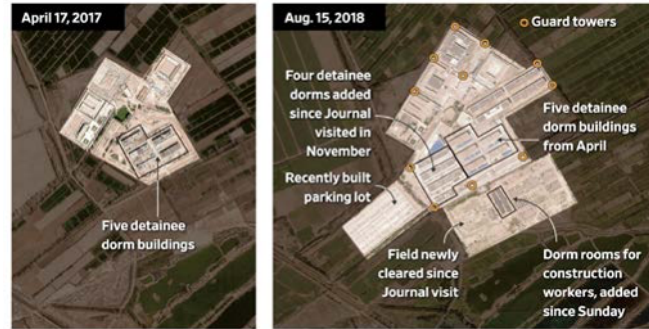 April 17, 2017
Five detainee
dorm buildings
Aug. 15, 2018
Guard towers
Four detainee
dorms added
since Journal
visited in
November
Five detainee
dorm buildings
from April
Recently built
parking lot
Field newly
cleared since
Journal visit
Dorm rooms for
construction
workers, added
since Sunday